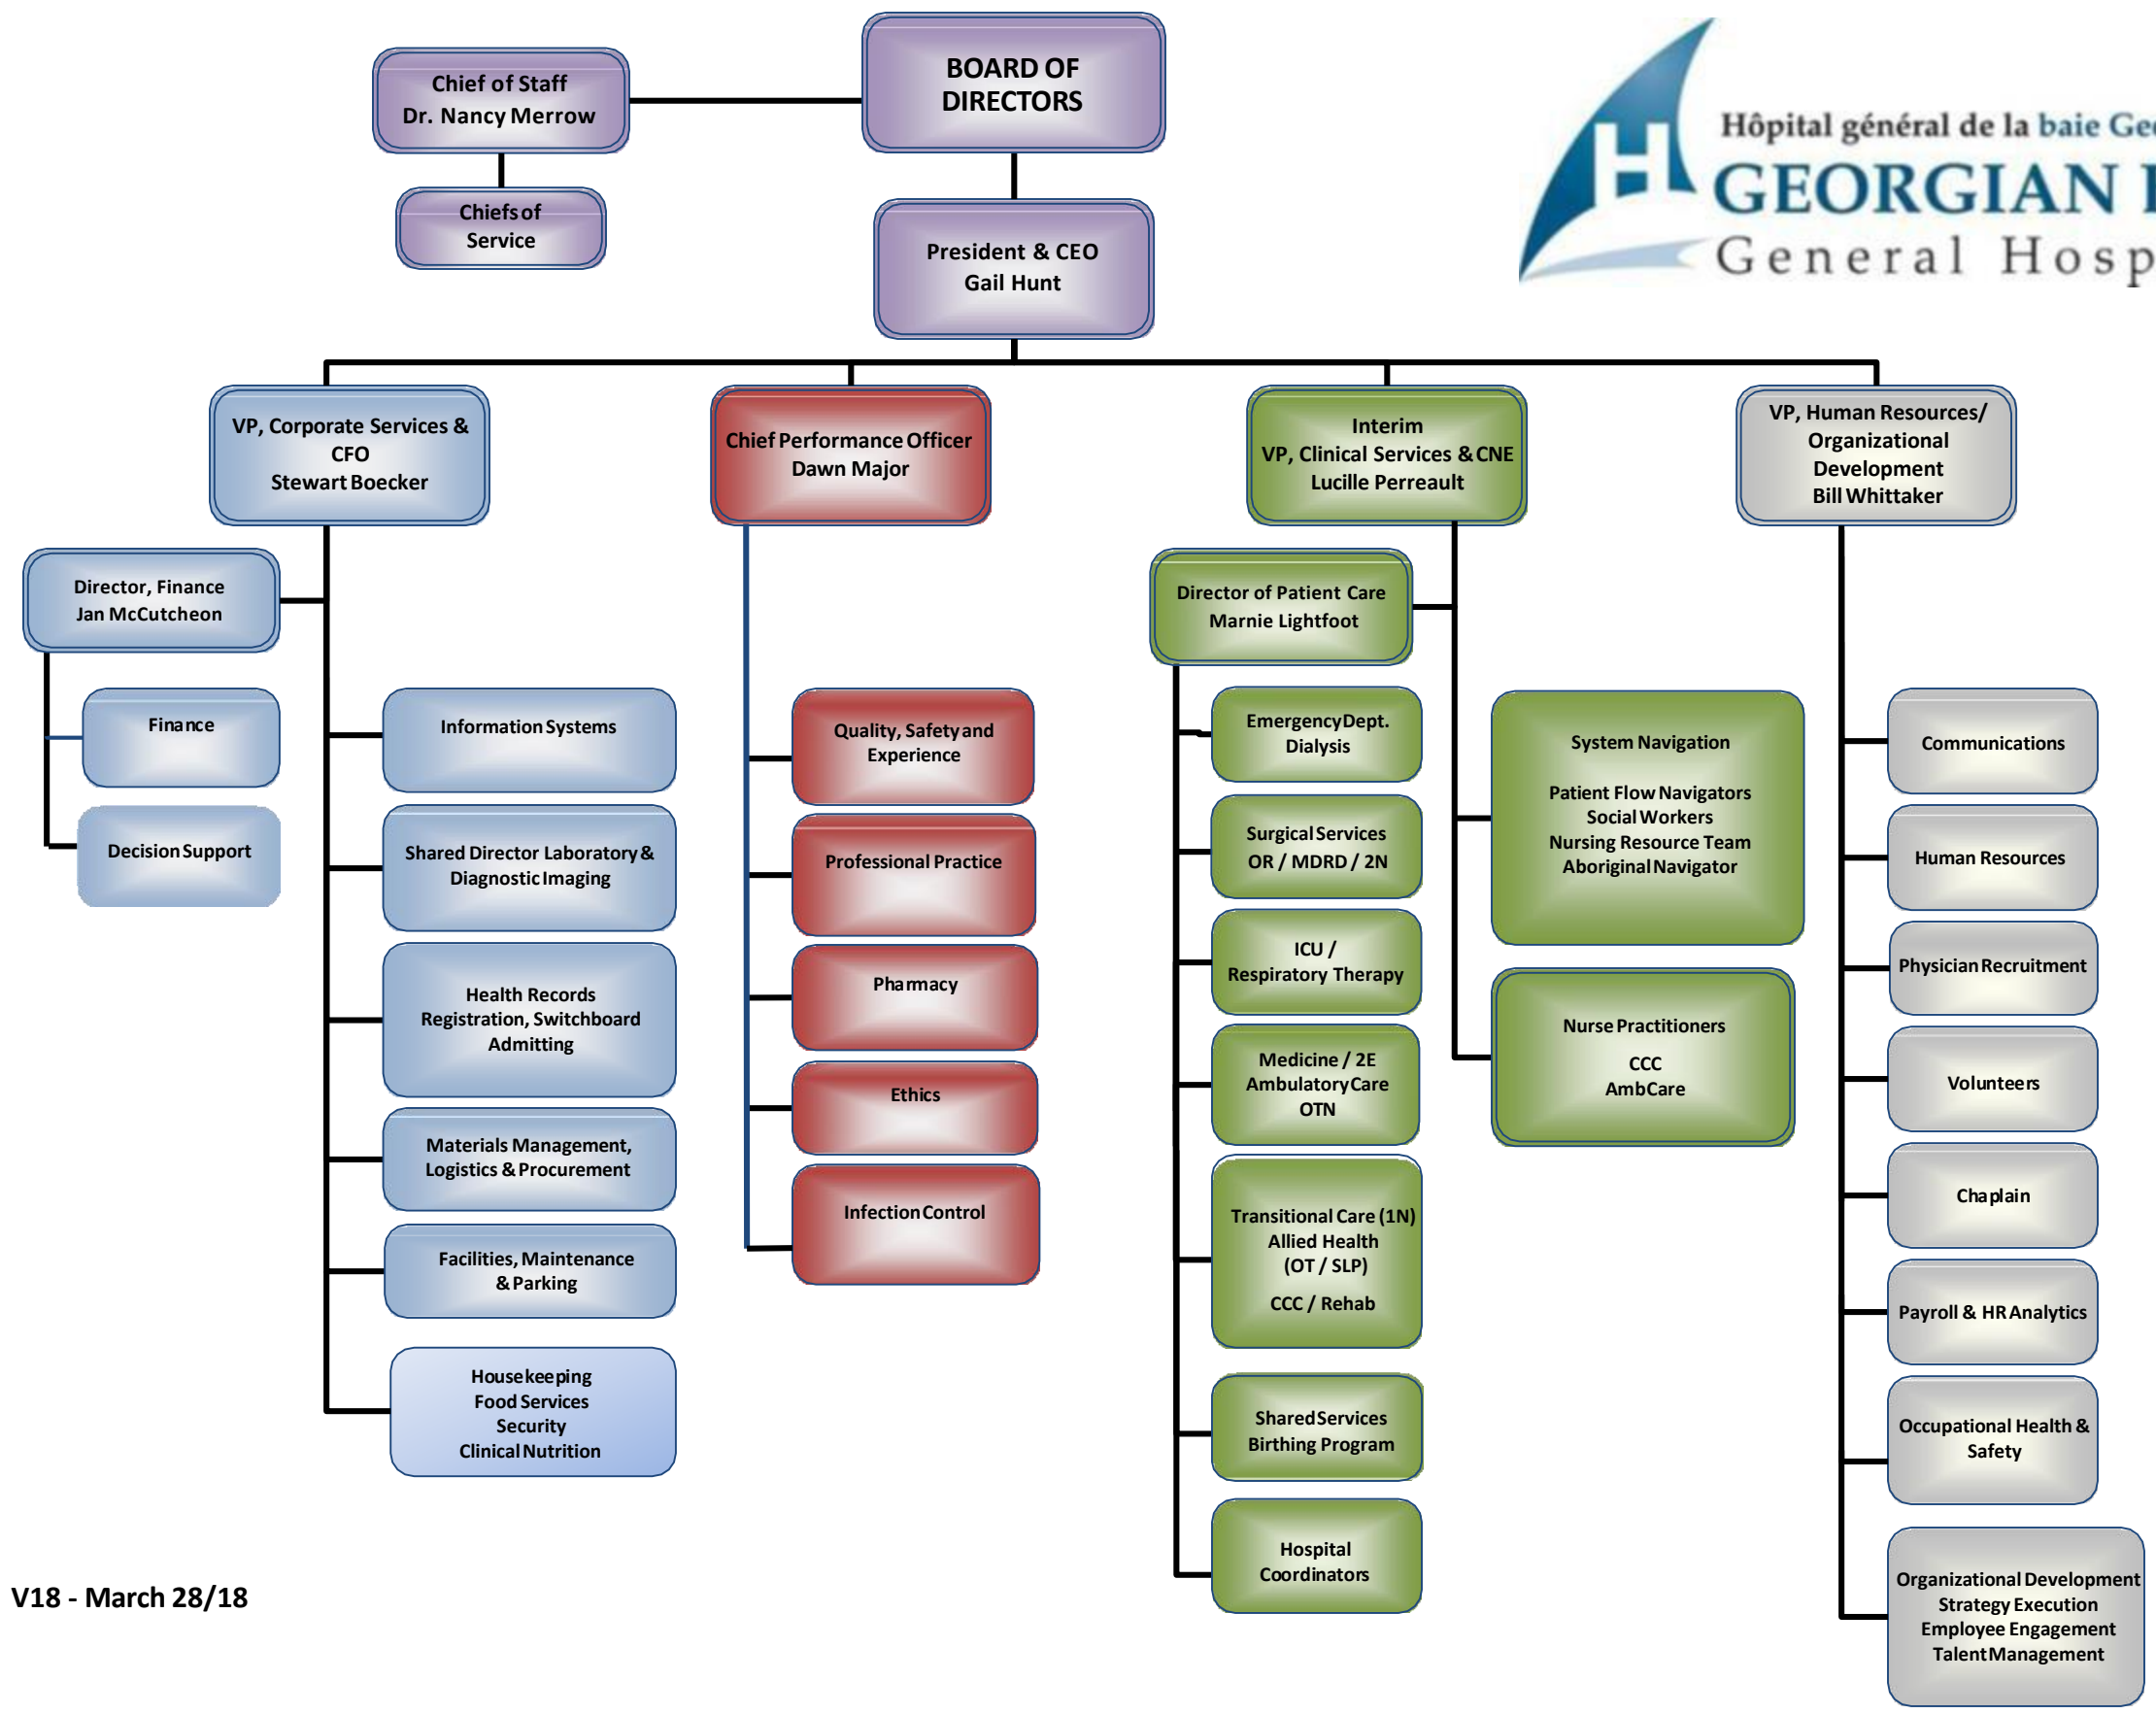 Chief of Staff
Dr. Nancy Merrow
BOARD OF
DIRECTORS
Hôpital général de la baie
GEORGIAN
General
Chiefs of
Service
President & CEO
Gail Hunt
VP, Corporate Services &
CFO
Stewart Boecker
Chief Performance Officer
Dawn Major
Interim
VP, Clinical Services & CNE
Lucille Perreault
VP, Human Resources/
Organizational
Development
Bill Whittaker
Director, Finance
Jan McCutcheon
Finance
Decision Support
Information Systems
Shared Director Laboratory &
Diagnostic Imaging
Health Records
Registration, Switchboard
Admitting
Materials Management,
Logistics & Procurement
Facilities, Maintenance
& Parking
Housekeeping
Food Services
Security
Clinical Nutrition
Quality, Safety and
Experience
Professional Practice
Pharmacy
Ethics
Infection Control
Director of Patient Care
Marnie Lightfoot
Emergency Dept.
Dialysis
Surgical Services
OR / MDRD / 2N
ICU /
Respiratory Therapy
Medicine / 2E
Ambulatory Care
OTN
Transitional Care (1N)
Allied Health
(OT / SLP)
CCC / Rehab
Shared Services
Birthing Program
Hospital
Coordinators
System Navigation
Patient Flow Navigators
Social Workers
Nursing Resource Team
Aboriginal Navigator
Nurse Practitioners
CCC
AmbCare
Communications
Human Resources
Physician Recruitment
Volunteers
Chaplain
Payroll & HR Analytics
Occupational Health &
Safety
Organizational Development
Strategy Execution
Employee Engagement
Talent Management
V18 - March 28/18